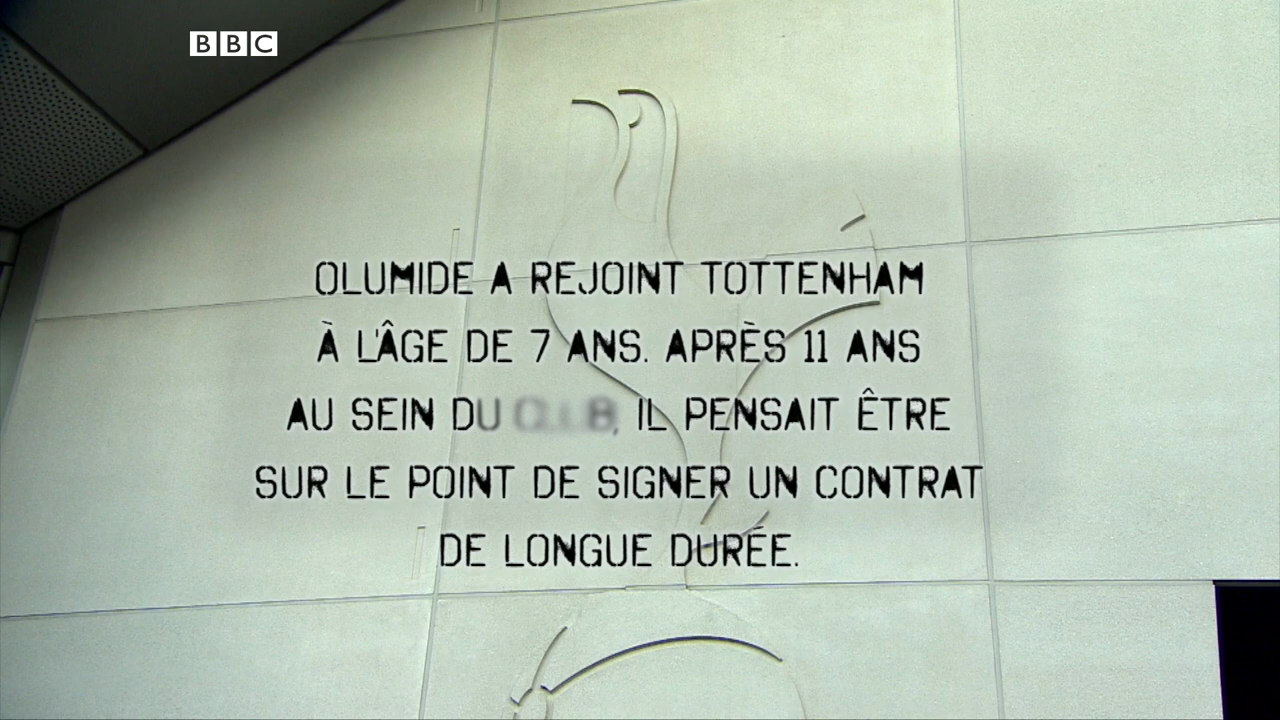 BBC
OLUMIDE A REJOINT TOTTENHAM
À L'ÂGE DE 7 ANS. APRÈS 11 ANS
AU SEIN DU IL PENSAIT ÊTRE
SUR LE POINT DE SIGNER UN CONTRAT
DE LONGUE DURÉE.